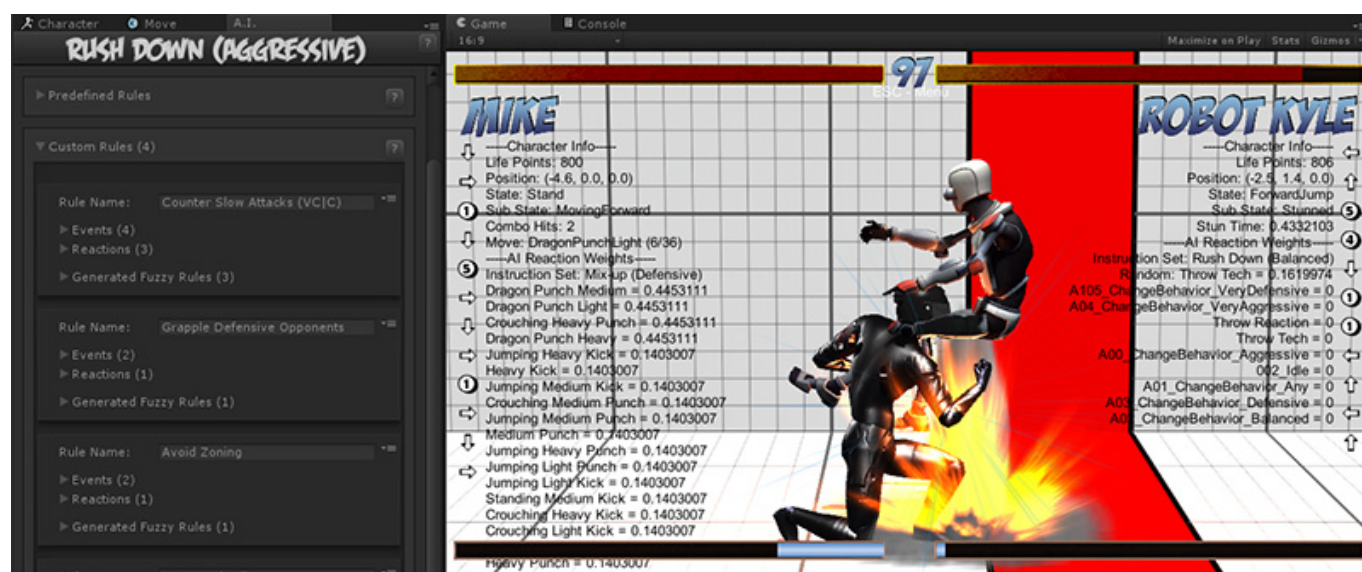 Character
Move
A.I.
RUSH DOWN (AGGRESSIVE)
?
Predefined Rules
?
Custom Rules (4)
?
Rule Name: Counter Slow Attacks (VC|C)
Events (4)
Reactions (3)
Generated Fuzzy Rules (3)
Rule Name: Grapple Defensive Opponents
Events (2)
Reactions (1)
Generated Fuzzy Rules (1)
Rule Name: Avoid Zoning
Events (2)
Reactions (1)
Generated Fuzzy Rules (1)
Game
Console
16:9
Maximize on Play Stats Gizmos
97
ESC - Menu
MIKE
-----Character Info-----
Life Points: 800
Position: (-4.6, 0.0, 0.0)
State: Stand
1 Sub State: MovingForward
Combo Hits: 2
Move: DragonPunchLight (6/36)
-----AI Reaction Weights-----
5 Instruction Set: Mix-up (Defensive)
Dragon Punch Medium = 0.4453111
Dragon Punch Light = 0.4453111
Crouching Heavy Punch = 0.4453111
Dragon Punch Heavy = 0.4453111
Jumping Heavy Kick = 0.1403007
Heavy Kick = 0.1403007
1 Jumping Medium Kick = 0.1403007
Crouching Medium Punch = 0.1403007
Jumping Medium Punch = 0.1403007
Medium Punch = 0.1403007
Jumping Heavy Punch = 0.1403007
Jumping Light Punch = 0.1403007
Jumping Light Kick = 0.1403007
Standing Medium Kick = 0.1403007
Crouching Heavy Kick = 0.1403007
Crouching Light Kick = 0.1403007
Heavy Punch = 0.1403007
ROBOT KYLE
-----Character Info-----
Life Points: 806
Position: (-2.5, 1.4, 0.0)
State: ForwardJump
Sub State: Stunned 5
Stun Time: 0.4332103
-----AI Reaction Weights----- 4
Instruction Set: Rush Down (Balanced)
Random: Throw Tech = 0.1619974
A105_ChangeBehavior_VeryDefensive = 0 1
A04_ChangeBehavior_VeryAggressive = 0
Throw Reaction = 0 1
Throw Tech = 0
A00_ChangeBehavior_Aggressive = 0
002_Idle = 0
A01_ChangeBehavior_Any = 0
A03_ChangeBehavior_Defensive = 0
ChangeBehavior_Balanced = 0